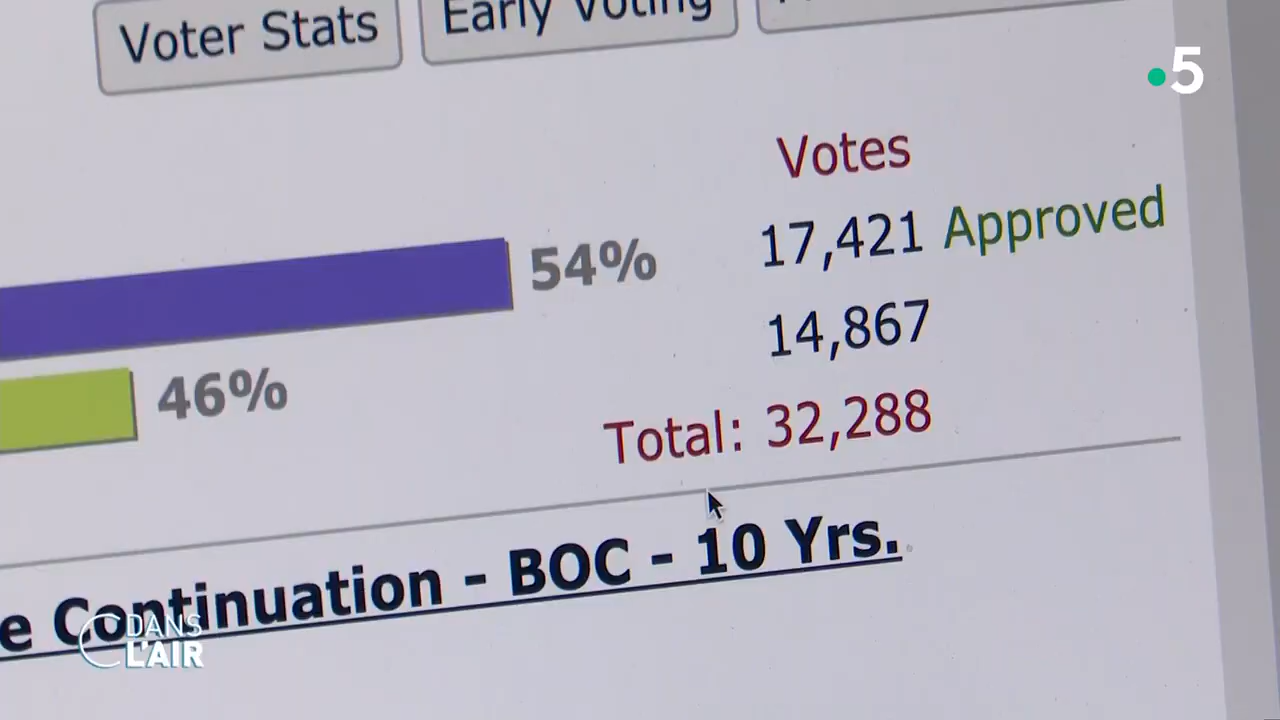 Voter Stats
Early Voting
5
Votes
54%
17,421 Approved
46%
14,867
Total: 32,288
e Continuation - BOC - 10 Yrs.
C DANS
L'AIR